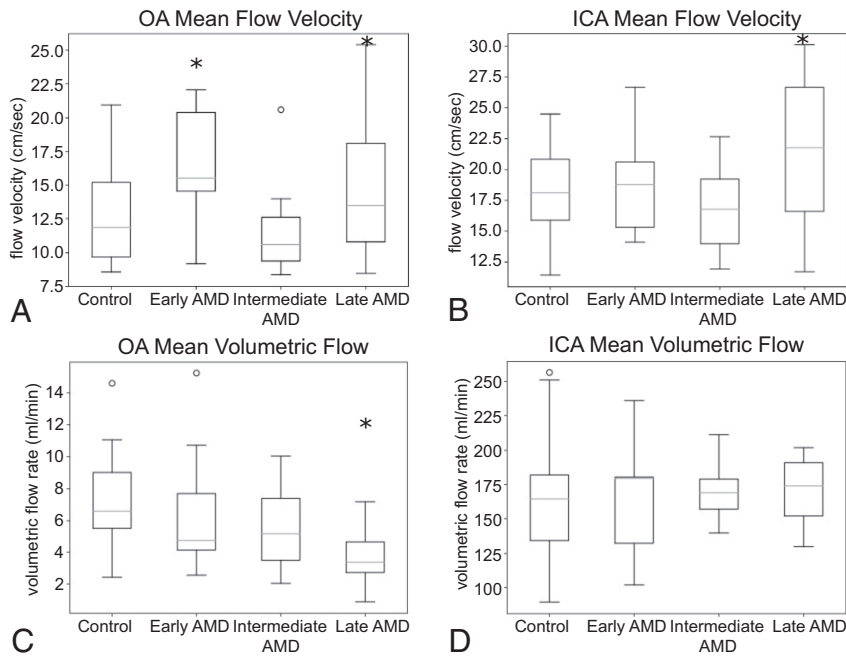 OA Mean Flow Velocity
flow velocity (cm/sec)
25.0
22.5
20.0
17.5
15.0
12.5
10.0
7.5
*
*
Control
Early AMD
Intermediate
AMD
Late AMD
A
ICA Mean Flow Velocity
flow velocity (cm/sec)
30.0
27.5
25.0
22.5
20.0
17.5
15.0
12.5
*
Control
Early AMD
Intermediate
AMD
Late AMD
B
OA Mean Volumetric Flow
volumetric flow rate (ml/min)
14
12
10
8
6
4
2
*
Control
Early AMD
Intermediate
AMD
Late AMD
C
ICA Mean Volumetric Flow
volumetric flow rate (ml/min)
250
225
200
175
150
125
100
Control
Early AMD
Intermediate
AMD
Late AMD
D